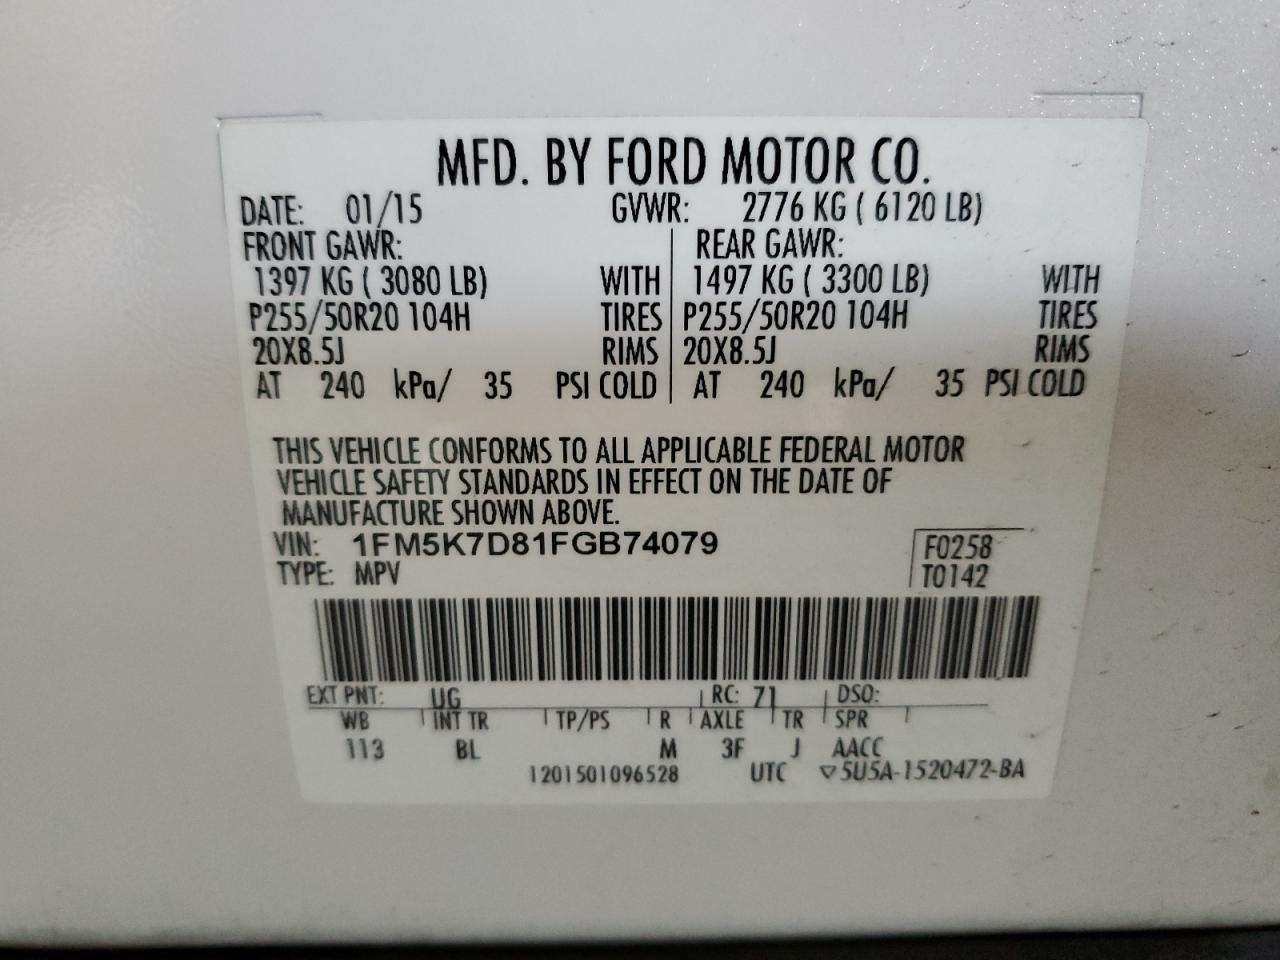 MFD. BY FORD MOTOR CO.
DATE: 01/15 GVWR: 2776 KG ( 6120 LB)
FRONT GAWR: REAR GAWR:
1397 KG ( 3080 LB) WITH 1497 KG ( 3300 LB) WITH
P255/50R20 104H TIRES P255/50R20 104H TIRES
20X8.5J RIMS 20X8.5J RIMS
AT 240 kPa/ 35 PSI COLD AT 240 kPa/ 35 PSI COLD
THIS VEHICLE CONFORMS TO ALL APPLICABLE FEDERAL MOTOR
VEHICLE SAFETY STANDARDS IN EFFECT ON THE DATE OF
MANUFACTURE SHOWN ABOVE.
VIN: 1FM5K7D81FGB74079 F0258
TYPE: MPV T0142
EXT PNT: UG RC: 71 DSO:
WB INT TR TP/PS R AXLE TR SPR
113 BL M 3F J AACC
1201501096528 UTC ▽5U5A-1520472-BA